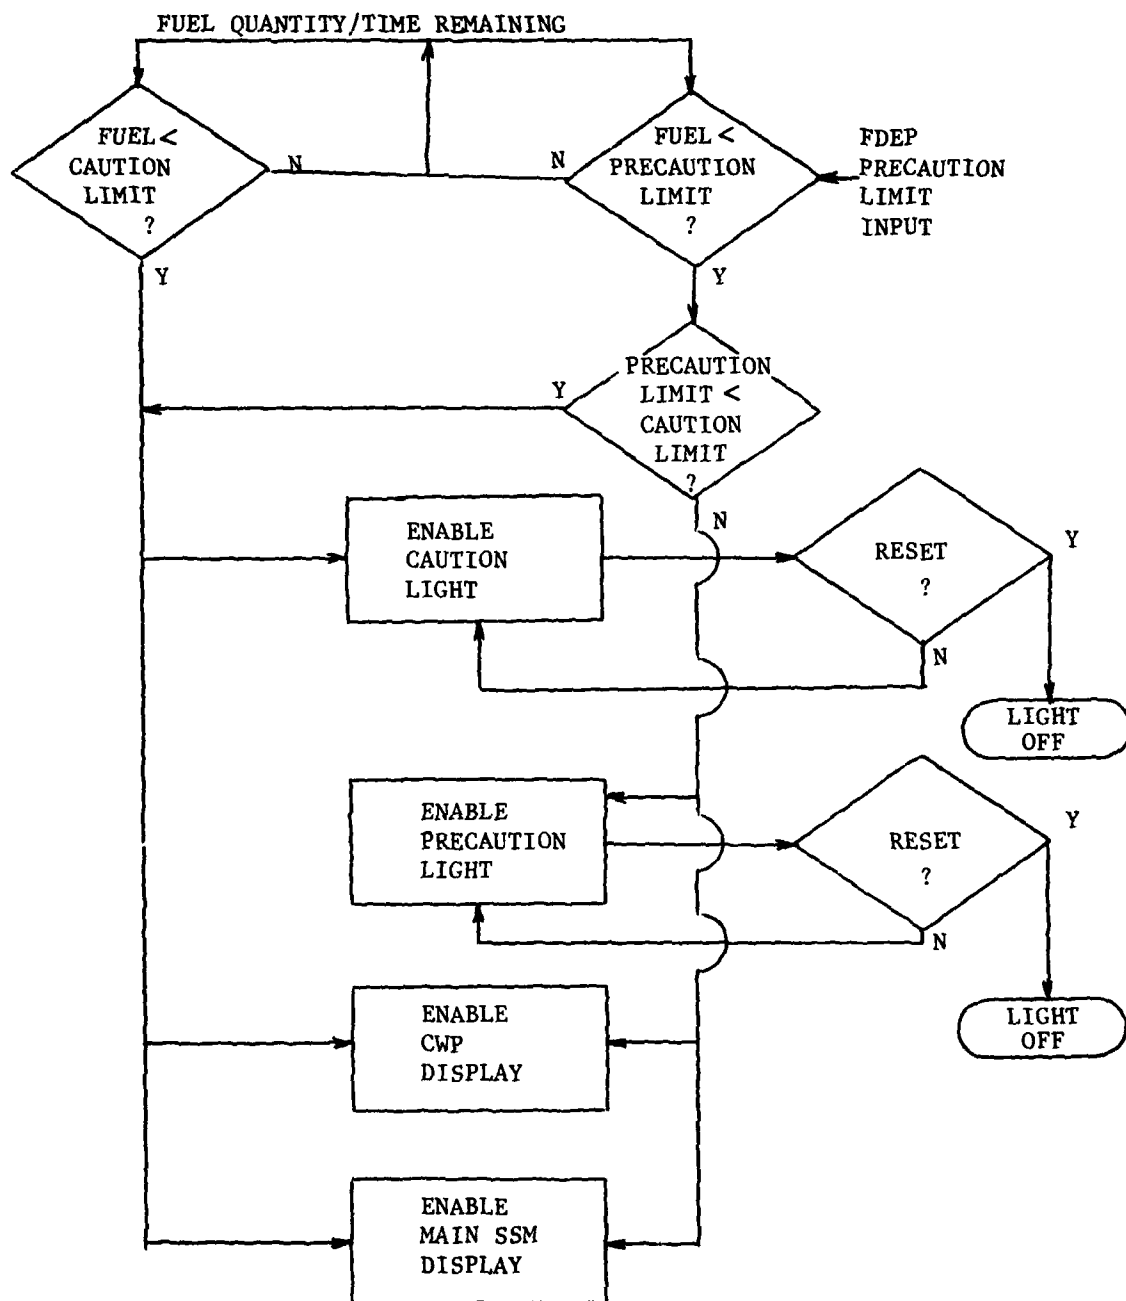 FUEL QUANTITY/TIME REMAINING
FUEL <
CAUTION
LIMIT
?
N
Y
N
FUEL <
PRECAUTION
LIMIT
?
Y
FDEP
PRECAUTION
LIMIT
INPUT
PRECAUTION
LIMIT <
CAUTION
LIMIT
?
Y
N
ENABLE
CAUTION
LIGHT
RESET
?
Y
N
LIGHT
OFF
ENABLE
PRECAUTION
LIGHT
RESET
?
Y
N
LIGHT
OFF
ENABLE
CWP
DISPLAY
ENABLE
MAIN SSM
DISPLAY